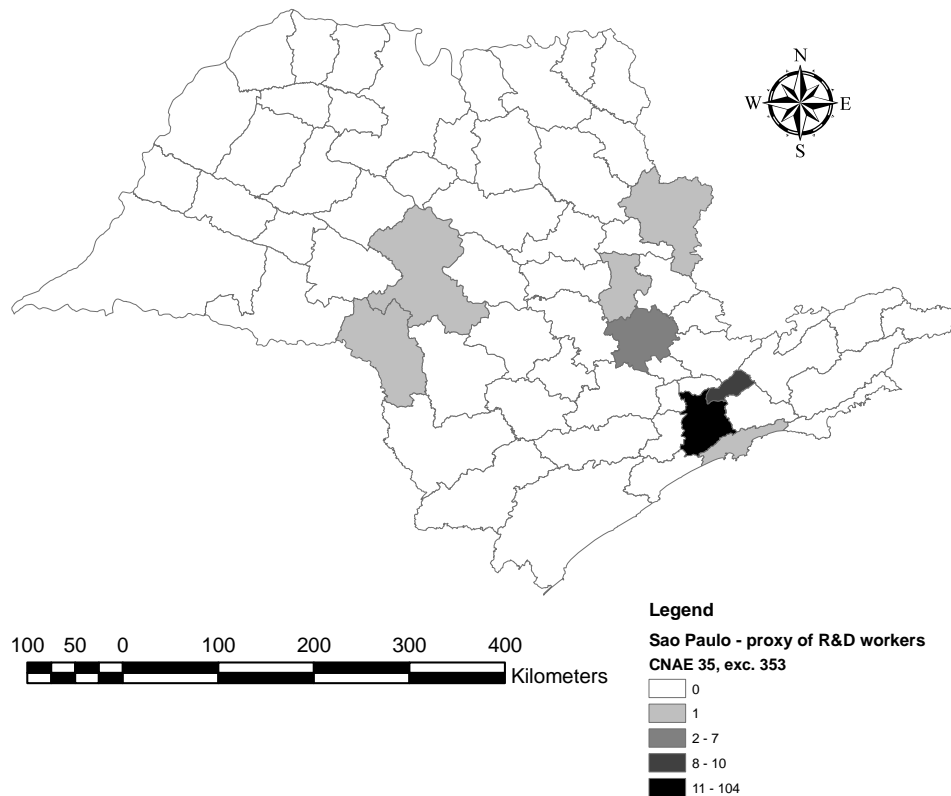 N
W E
S
100 50 0 100 200 300 400
Kilometers
Legend
Sao Paulo - proxy of R&D workers
CNAE 35, exc. 353
0
1
2 - 7
8 - 10
11 - 104